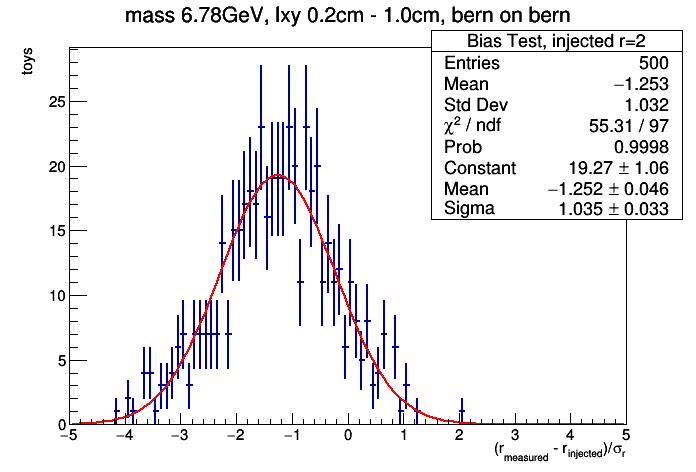 mass 6.78GeV, lxy 0.2cm - 1.0cm, bern on bern
toys
Bias Test, injected r=2
Entries 500
Mean −1.253
Std Dev 1.032
χ² / ndf 55.31 / 97
Prob 0.9998
Constant 19.27 ± 1.06
Mean −1.252 ± 0.046
Sigma 1.035 ± 0.033
25
20
15
10
5
0
−5 −4 −3 −2 −1 0 1 2 3 4 5
(r_measured - r_injected)/σ_r